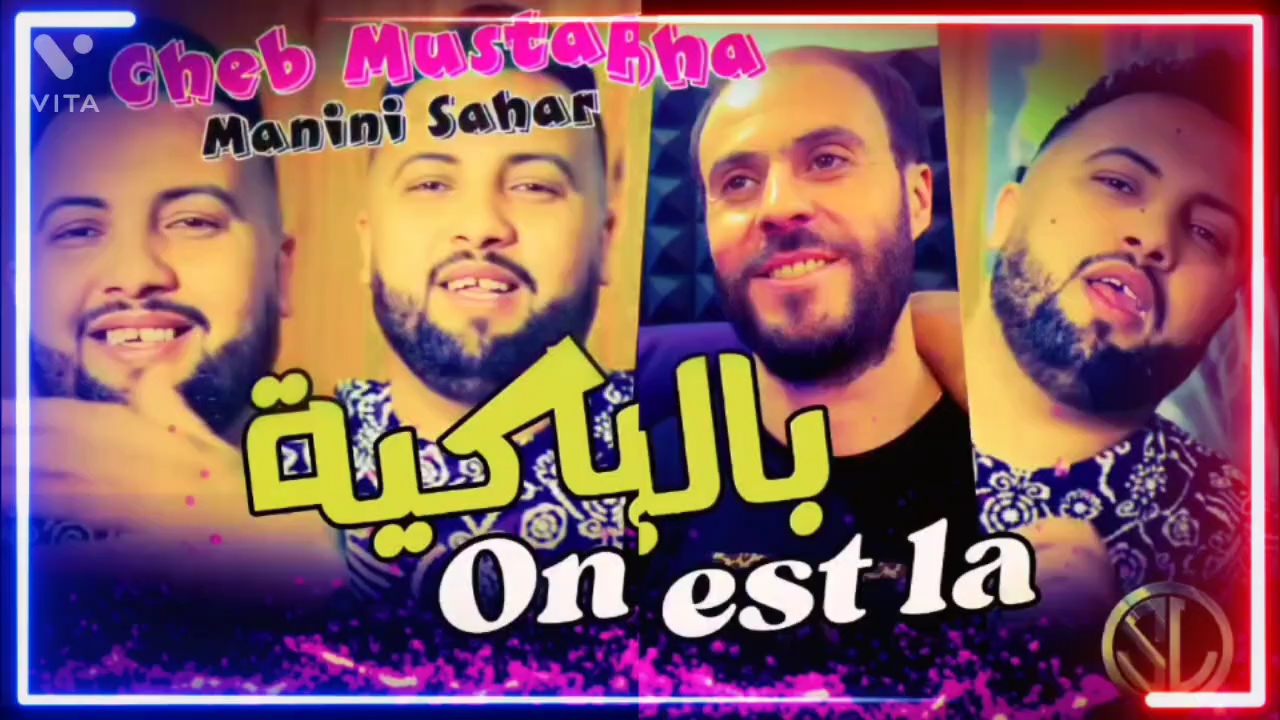 VITA
Cheb Mustapha
Manini Sahar
بالباكية
On est la